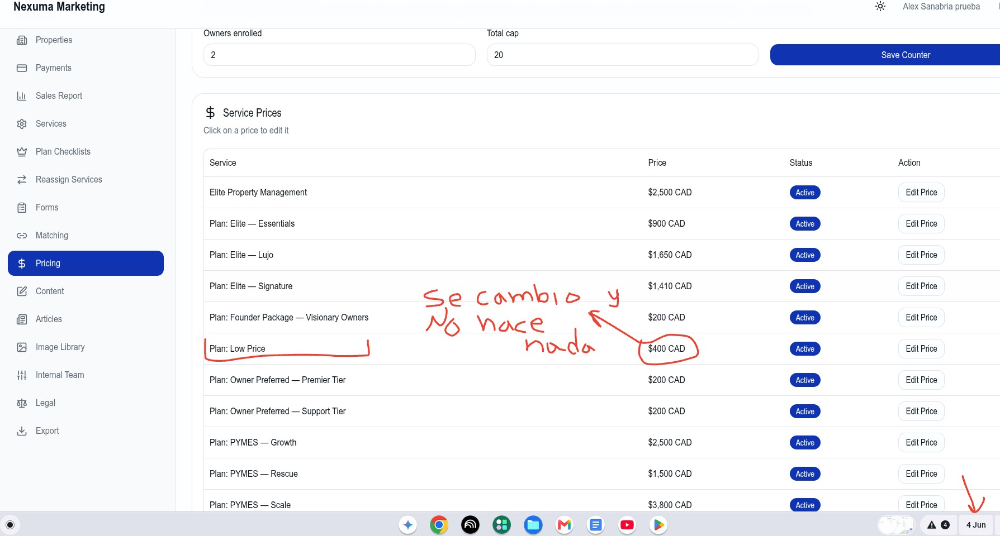 Nexuma Marketing
Alex Sanabria prueba
Properties
Payments
Sales Report
Services
Plan Checklists
Reassign Services
Forms
Matching
Pricing
Content
Articles
Image Library
Internal Team
Legal
Export
Owners enrolled Total cap
2 20 Save Counter
Service Prices
Click on a price to edit it
Service Price Status Action
Elite Property Management $2,500 CAD Active Edit Price
Plan: Elite — Essentials $900 CAD Active Edit Price
Plan: Elite — Lujo $1,650 CAD Active Edit Price
Plan: Elite — Signature $1,410 CAD Active Edit Price
Plan: Founder Package — Visionary Owners $200 CAD Active Edit Price
Plan: Low Price $400 CAD Active Edit Price
Plan: Owner Preferred — Premier Tier $200 CAD Active Edit Price
Plan: Owner Preferred — Support Tier $200 CAD Active Edit Price
Plan: PYMES — Growth $2,500 CAD Active Edit Price
Plan: PYMES — Rescue $1,500 CAD Active Edit Price
Plan: PYMES — Scale $3,800 CAD Active Edit Price
Se cambio y
No hace
nada
4
4 Jun